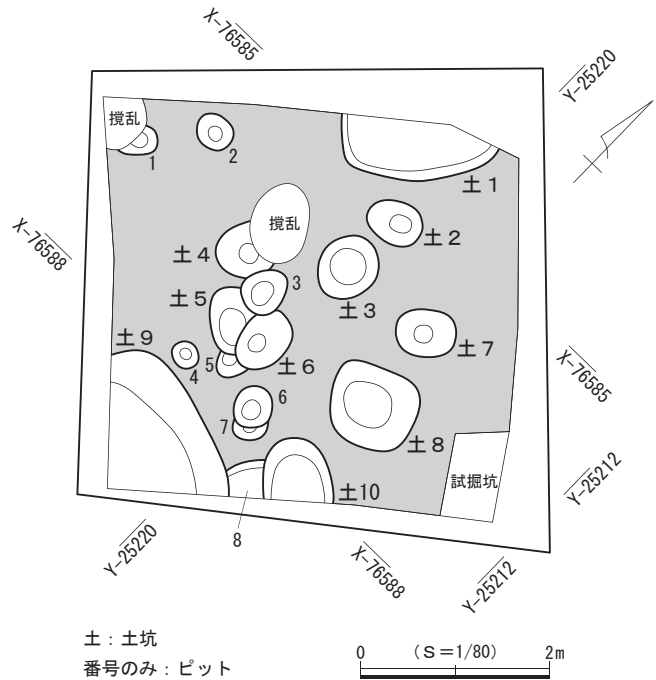 X-76585
Y-25220
撹乱
1
2
土1
撹乱
土2
X-76588
土4
3
土3
土5
土9
土6
土7
5
4
X-76585
6
7
土8
試掘坑
土10
Y-25212
8
Y-25220
X-76588
Y-25212
土：土坑
番号のみ：ピット
0 （S＝1/80） 2m